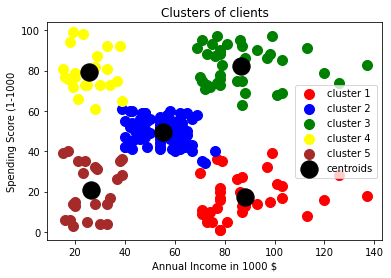 Clusters of clients
Spending Score (1-1000
100
80
60
40
20
0
cluster 1
cluster 2
cluster 3
cluster 4
cluster 5
centroids
20 40 60 80 100 120 140
Annual Income in 1000 $